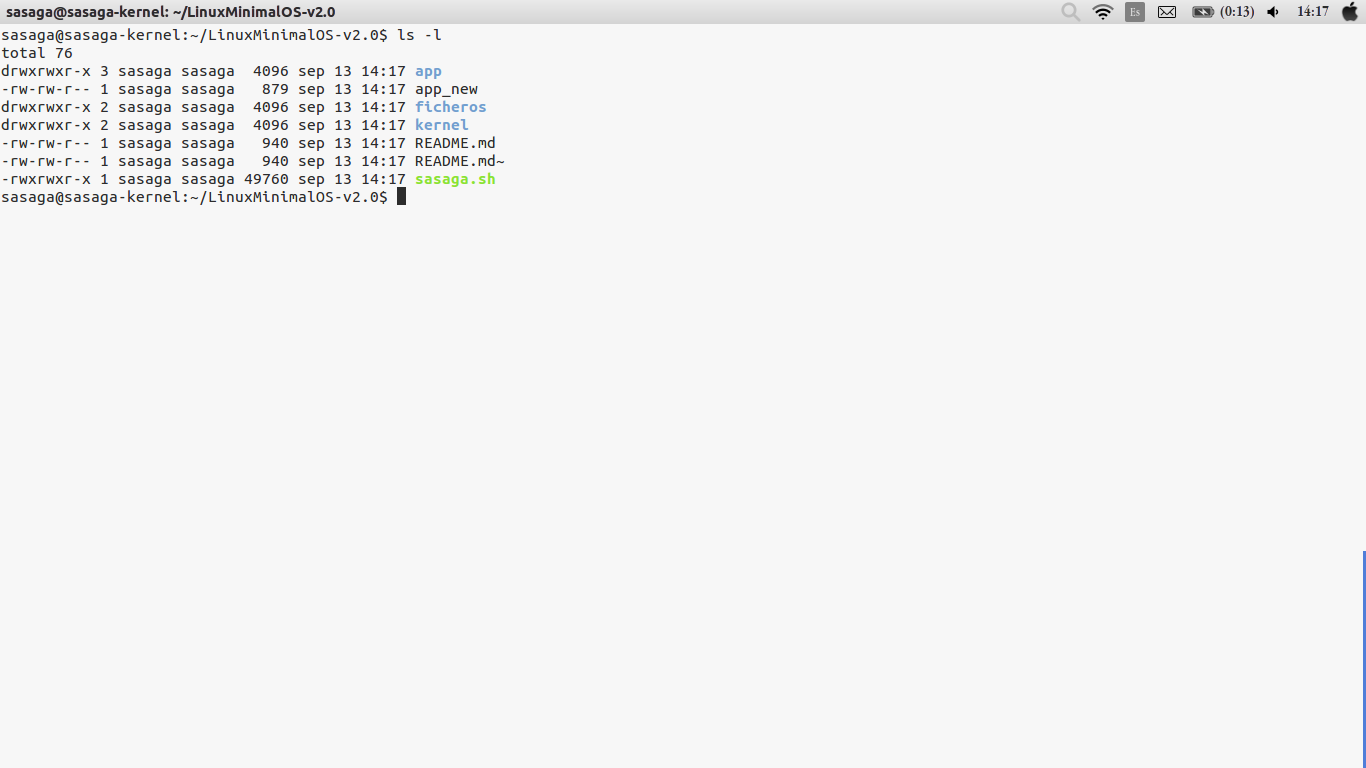 sasaga@sasaga-kernel: ~/LinuxMinimalOS-v2.0 Es (0:13) 14:17
sasaga@sasaga-kernel:~/LinuxMinimalOS-v2.0$ ls -l
total 76
drwxrwxr-x 3 sasaga sasaga  4096 sep 13 14:17 app
-rw-rw-r-- 1 sasaga sasaga   879 sep 13 14:17 app_new
drwxrwxr-x 2 sasaga sasaga  4096 sep 13 14:17 ficheros
drwxrwxr-x 2 sasaga sasaga  4096 sep 13 14:17 kernel
-rw-rw-r-- 1 sasaga sasaga   940 sep 13 14:17 README.md
-rw-rw-r-- 1 sasaga sasaga   940 sep 13 14:17 README.md~
-rwxrwxr-x 1 sasaga sasaga 49760 sep 13 14:17 sasaga.sh
sasaga@sasaga-kernel:~/LinuxMinimalOS-v2.0$